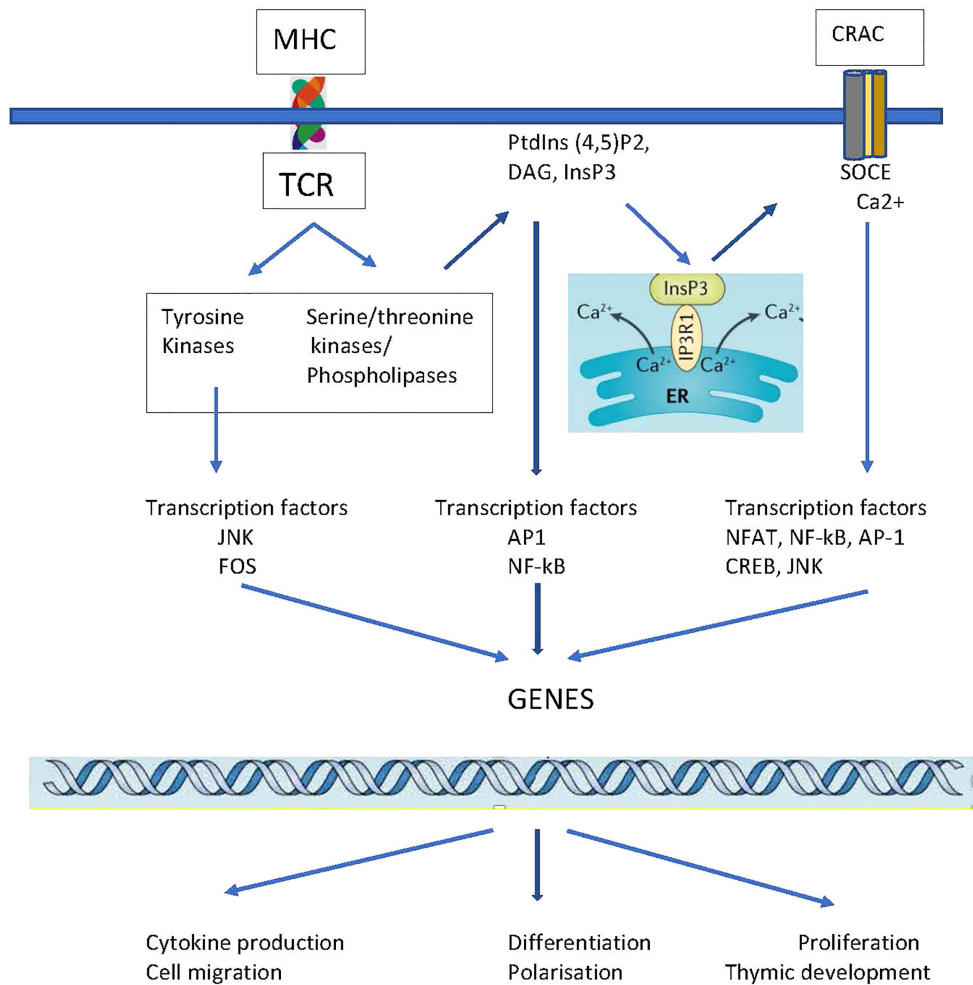 MHC
CRAC
TCR
PtdIns (4,5)P2,
DAG, InsP3
SOCE
Ca2+
Tyrosine
Kinases
Serine/threonine
kinases/
Phospholipases
InsP3
IP3R1
Ca²⁺
Ca²⁺
Ca²⁺
Ca²⁺
ER
Transcription factors
JNK
FOS
Transcription factors
AP1
NF-kB
Transcription factors
NFAT, NF-kB, AP-1
CREB, JNK
GENES
Cytokine production
Cell migration
Differentiation
Polarisation
Proliferation
Thymic development